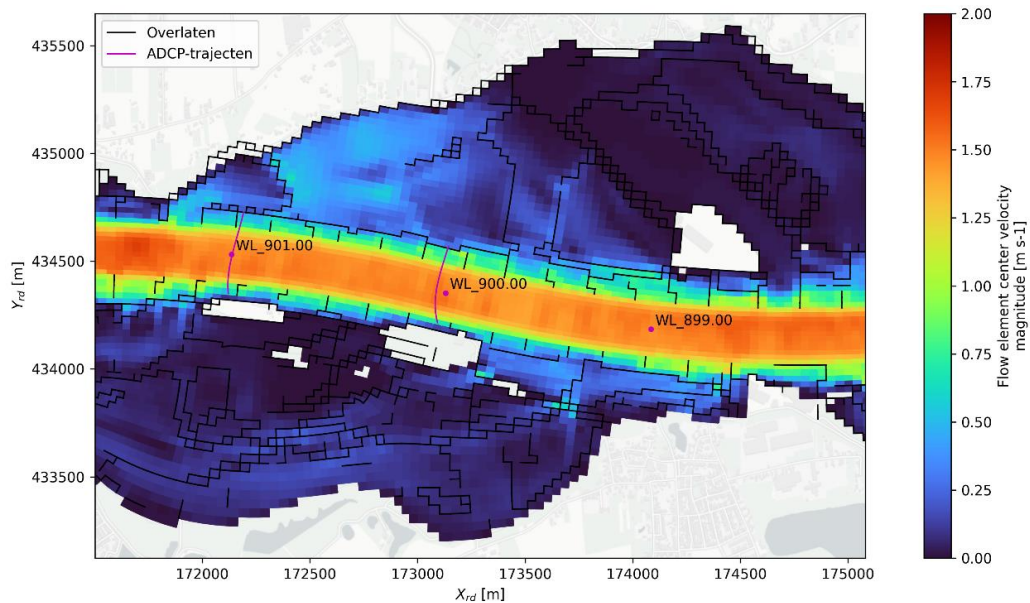 Overlaten
ADCP-trajecten
WL_901.00
WL_900.00
WL_899.00
435500
435000
434500
434000
433500
Y_rd [m]
172000 172500 173000 173500 174000 174500 175000
X_rd [m]
2.00
1.75
1.50
1.25
1.00
0.75
0.50
0.25
0.00
Flow element center velocity
magnitude [m s-1]